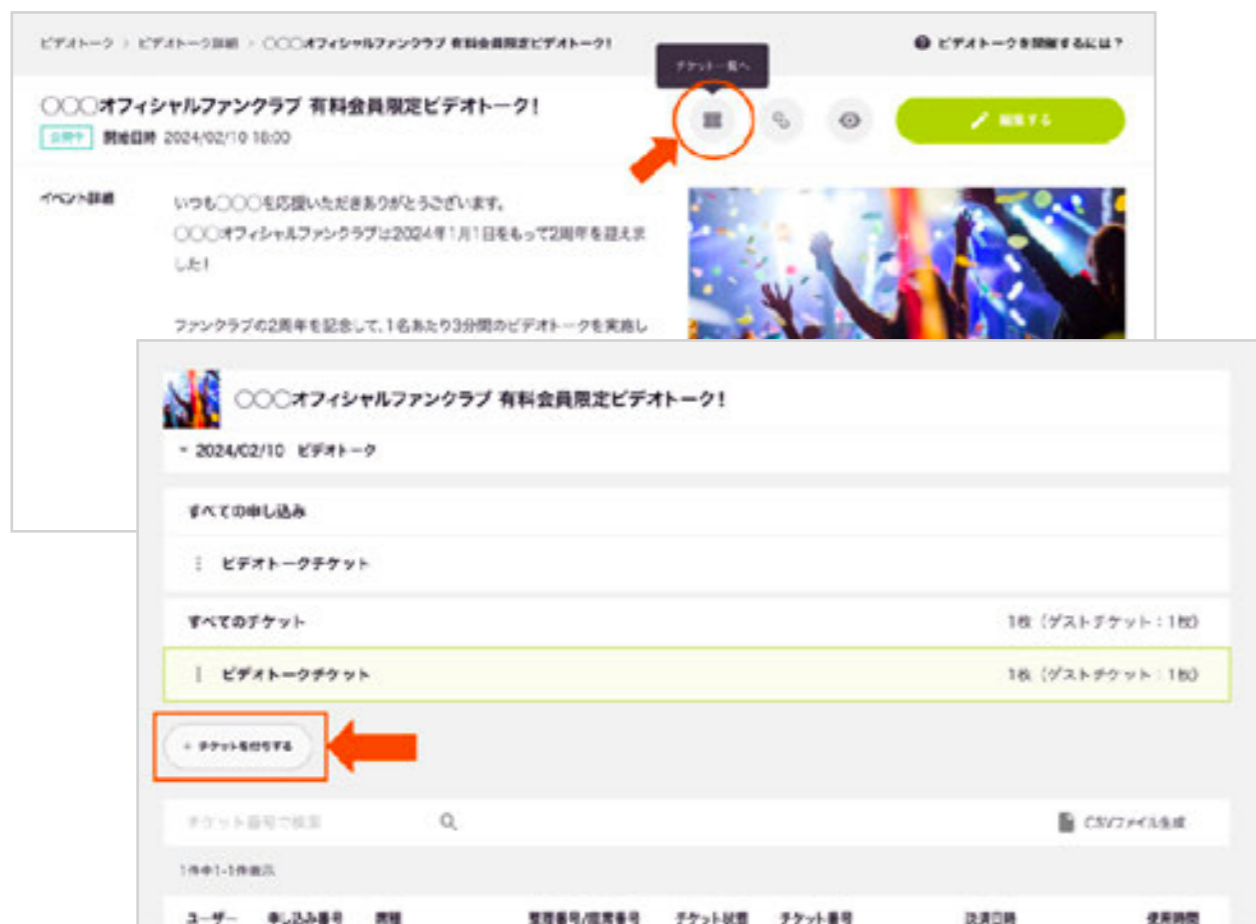 ビデオトーク > ビデオトーク詳細 > ○○○オフィシャルファンクラブ 有料会員限定ビデオトーク!
ビデオトークを開催するには?
チケット一覧へ
○○○オフィシャルファンクラブ 有料会員限定ビデオトーク!
編集する
公開中 開始日時 2024/02/10 18:00
イベント詳細
いつも○○○を応援いただきありがとうございます。
○○○オフィシャルファンクラブは2024年1月1日をもって2周年を迎えま
した!
ファンクラブの2周年を記念して、1名あたり3分間のビデオトークを実施し
○○○オフィシャルファンクラブ 有料会員限定ビデオトーク!
2024/02/10 ビデオトーク
すべての申し込み
ビデオトークチケット
すべてのチケット 1枚 (ゲストチケット:1枚)
ビデオトークチケット 1枚 (ゲストチケット:1枚)
+ チケットを付与する
チケット番号で検索
CSVファイル生成
1件中1-1件表示
ユーザー 申し込み番号 席種 整理番号/座席番号 チケット状態 チケット番号 決済日時 使用時間